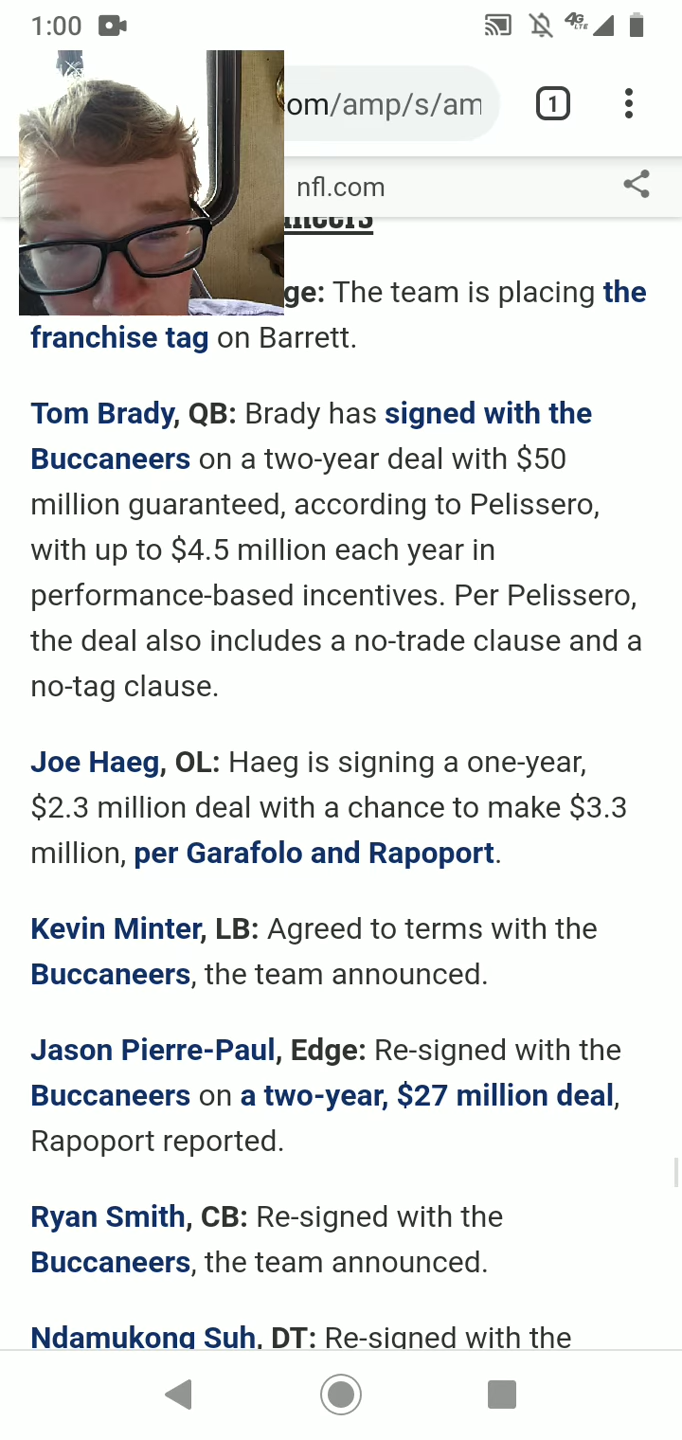 1:00
4G LTE
om/amp/s/am
1
nfl.com
ge: The team is placing the
franchise tag on Barrett.
Tom Brady, QB: Brady has signed with the
Buccaneers on a two-year deal with $50
million guaranteed, according to Pelissero,
with up to $4.5 million each year in
performance-based incentives. Per Pelissero,
the deal also includes a no-trade clause and a
no-tag clause.
Joe Haeg, OL: Haeg is signing a one-year,
$2.3 million deal with a chance to make $3.3
million, per Garafolo and Rapoport.
Kevin Minter, LB: Agreed to terms with the
Buccaneers, the team announced.
Jason Pierre-Paul, Edge: Re-signed with the
Buccaneers on a two-year, $27 million deal,
Rapoport reported.
Ryan Smith, CB: Re-signed with the
Buccaneers, the team announced.
Ndamukong Suh, DT: Re-signed with the